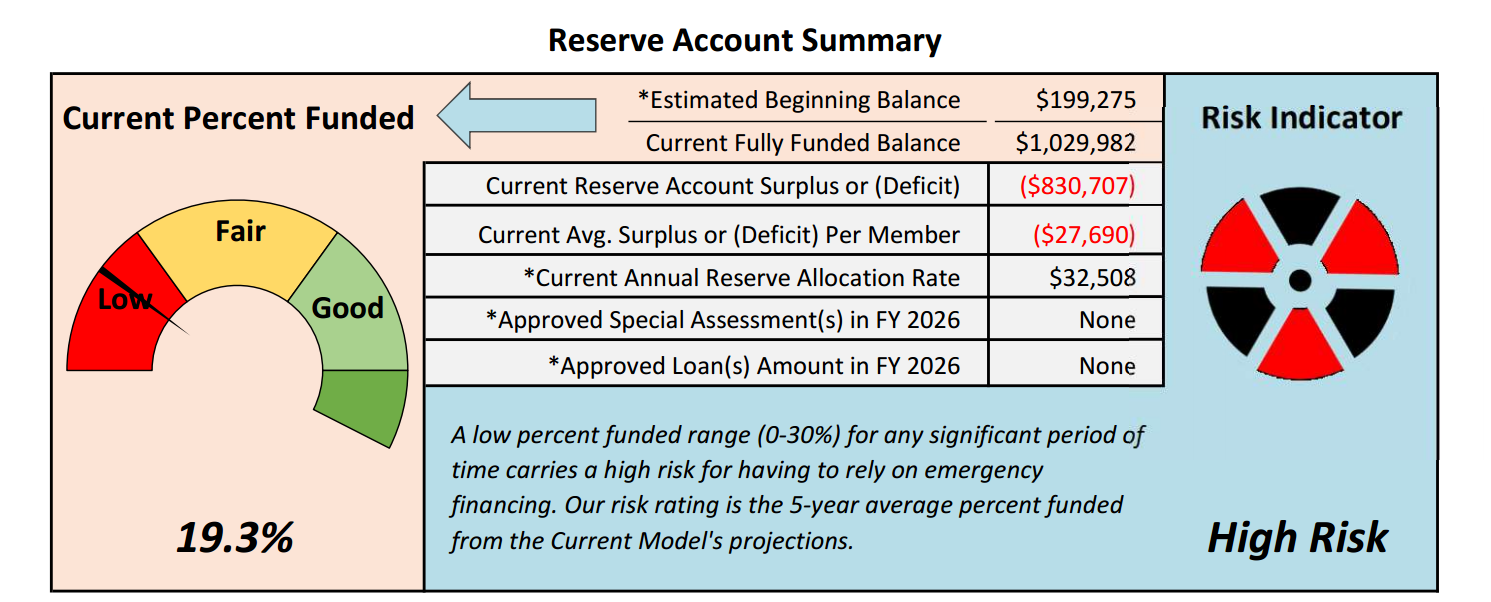 Reserve Account Summary
Current Percent Funded
*Estimated Beginning Balance $199,275
Current Fully Funded Balance $1,029,982
Risk Indicator
Current Reserve Account Surplus or (Deficit) ($830,707)
Current Avg. Surplus or (Deficit) Per Member ($27,690)
*Current Annual Reserve Allocation Rate $32,508
*Approved Special Assessment(s) in FY 2026 None
*Approved Loan(s) Amount in FY 2026 None
Low
Fair
Good
19.3%
A low percent funded range (0-30%) for any significant period of
time carries a high risk for having to rely on emergency
financing. Our risk rating is the 5-year average percent funded
from the Current Model's projections.
High Risk